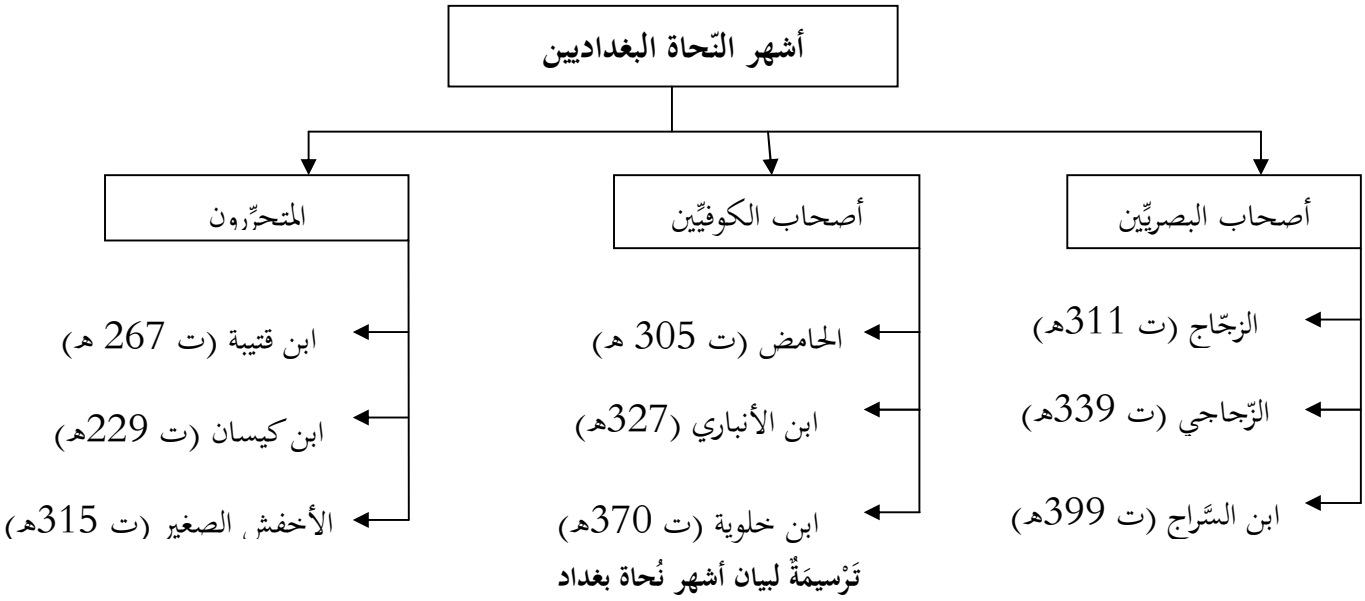 أشهر النّحاة البغداديين
أصحاب البصريِّين
أصحاب الكوفيِّين
المتحرِّرون
الزجّاج (ت 311هـ)
الزّجاجي (ت 339هـ)
ابن السَّراج (ت 399هـ)
الحامض (ت 305 هـ)
ابن الأنباري (327هـ)
ابن خلوية (ت 370هـ)
ابن قتيبة (ت 267 هـ)
ابن كيسان (ت 229هـ)
الأخفش الصغير (ت 315هـ)
تَرْسيمَةٌ لبيان أشهر نُحاة بغداد